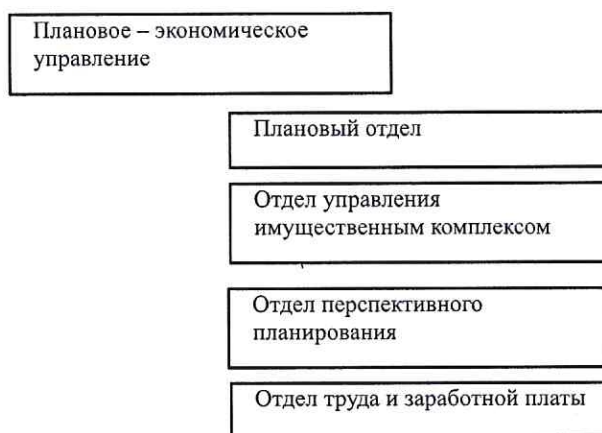 Плановое – экономическое
управление
Плановый отдел
Отдел управления
имущественным комплексом
Отдел перспективного
планирования
Отдел труда и заработной платы